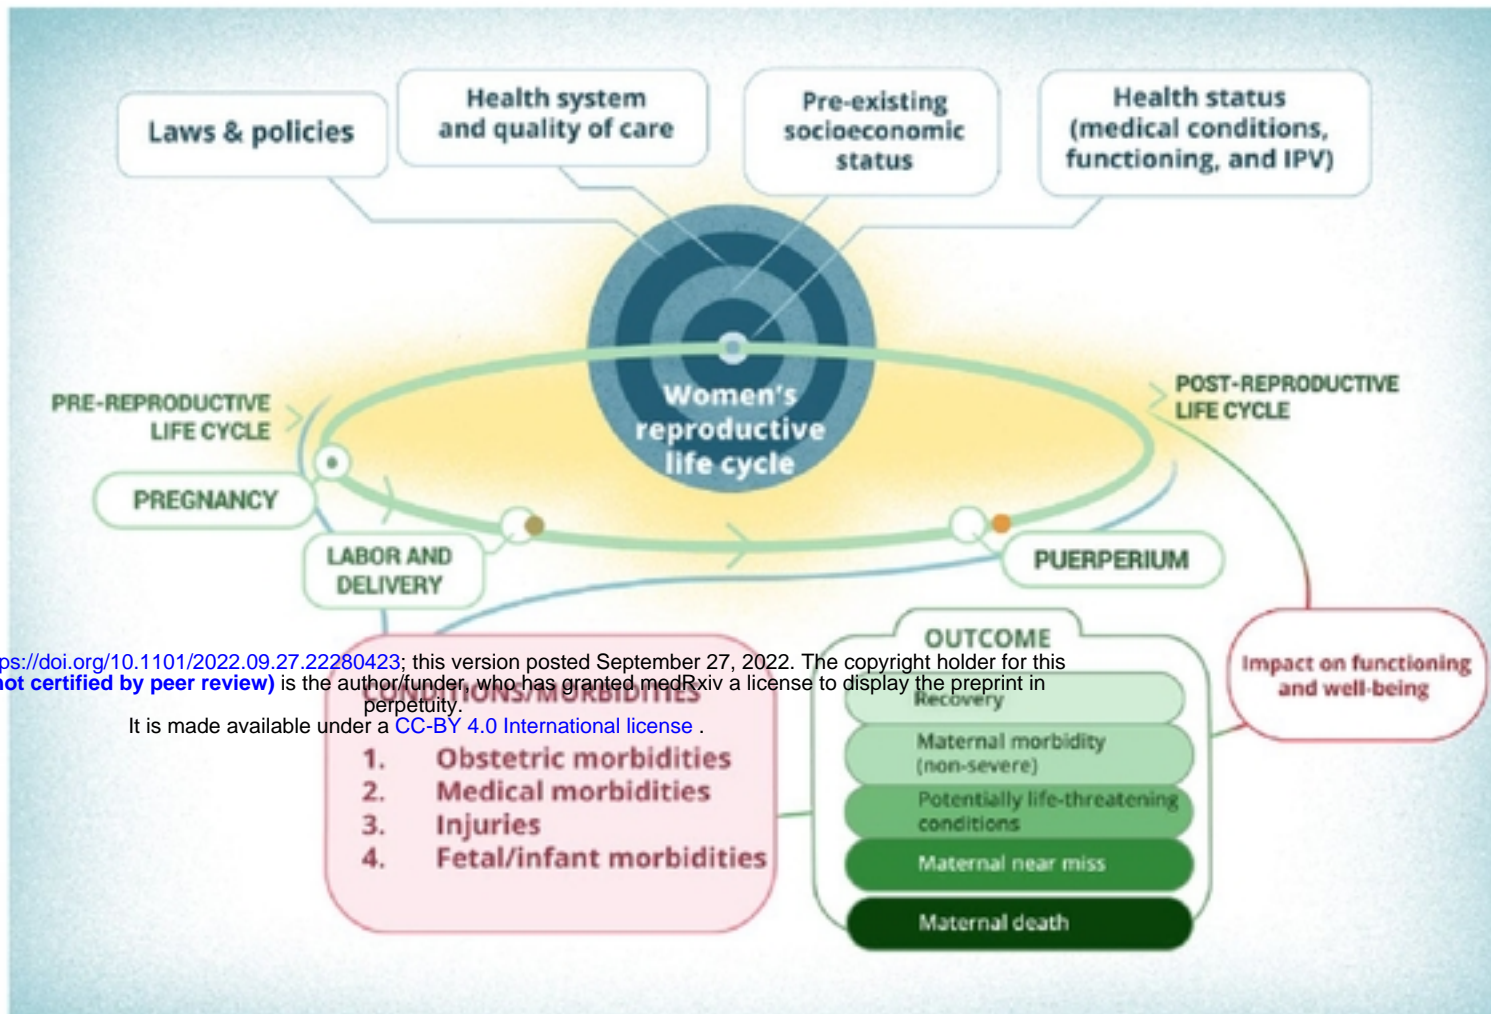 Laws & policies
Health system
and quality of care
Pre-existing
socioeconomic
status
Health status
(medical conditions,
functioning, and IPV)
Women's
reproductive
life cycle
PRE-REPRODUCTIVE
LIFE CYCLE
POST-REPRODUCTIVE
LIFE CYCLE
PREGNANCY
LABOR AND
DELIVERY
PUERPERIUM
ps://doi.org/10.1101/2022.09.27.22280423; this version posted September 27, 2022. The copyright holder for this
not certified by peer review) is the author/funder, who has granted medRxiv a license to display the preprint in
perpetuity.
It is made available under a CC-BY 4.0 International license .
CONDITIONS/MORBIDITIES
1. Obstetric morbidities
2. Medical morbidities
3. Injuries
4. Fetal/infant morbidities
OUTCOME
Recovery
Maternal morbidity
(non-severe)
Potentially life-threatening
conditions
Maternal near miss
Maternal death
Impact on functioning
and well-being